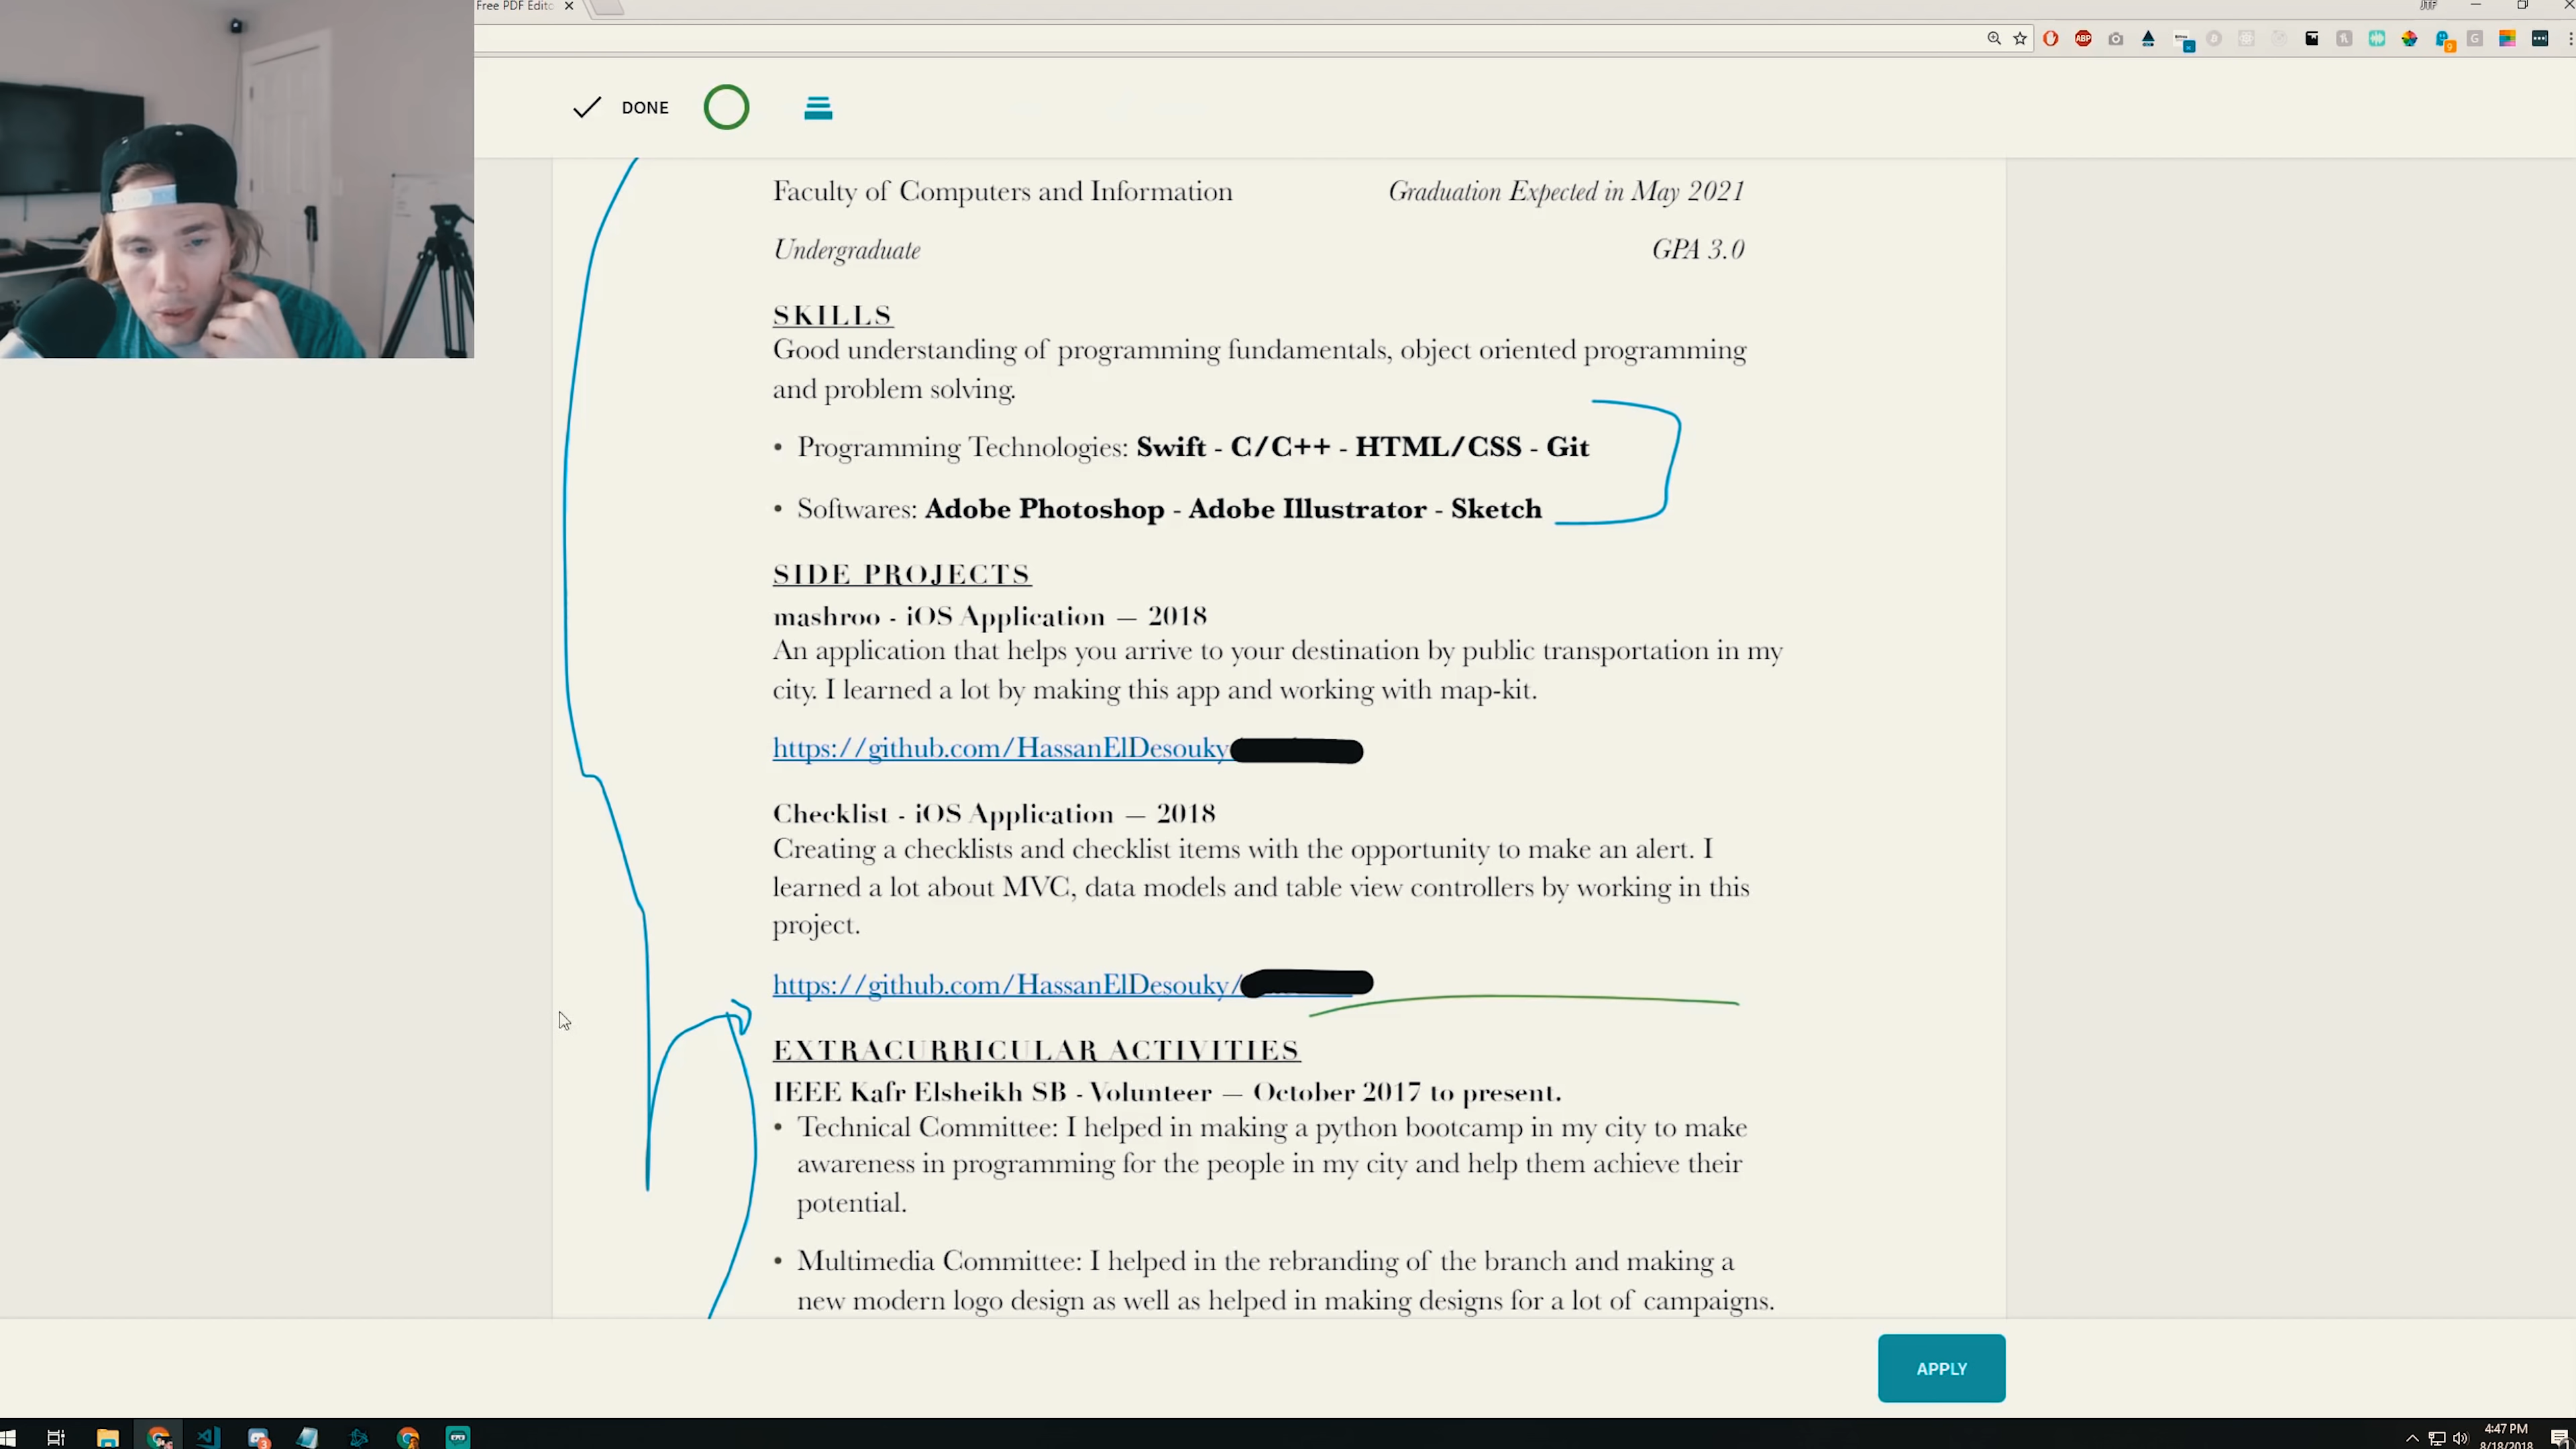 Free PDF Edito
JTF
ABP
DONE
Faculty of Computers and Information
Graduation Expected in May 2021
Undergraduate
GPA 3.0
SKILLS
Good understanding of programming fundamentals, object oriented programming
and problem solving.
• Programming Technologies: Swift - C/C++ - HTML/CSS - Git
• Softwares: Adobe Photoshop - Adobe Illustrator - Sketch
SIDE PROJECTS
mashroo - iOS Application — 2018
An application that helps you arrive to your destination by public transportation in my
city. I learned a lot by making this app and working with map-kit.
https://github.com/HassanElDesouky
Checklist - iOS Application — 2018
Creating a checklists and checklist items with the opportunity to make an alert. I
learned a lot about MVC, data models and table view controllers by working in this
project.
https://github.com/HassanElDesouky/
EXTRACURRICULAR ACTIVITIES
IEEE Kafr Elsheikh SB - Volunteer — October 2017 to present.
• Technical Committee: I helped in making a python bootcamp in my city to make
awareness in programming for the people in my city and help them achieve their
potential.
• Multimedia Committee: I helped in the rebranding of the branch and making a
new modern logo design as well as helped in making designs for a lot of campaigns.
APPLY
4:47 PM
8/18/2018